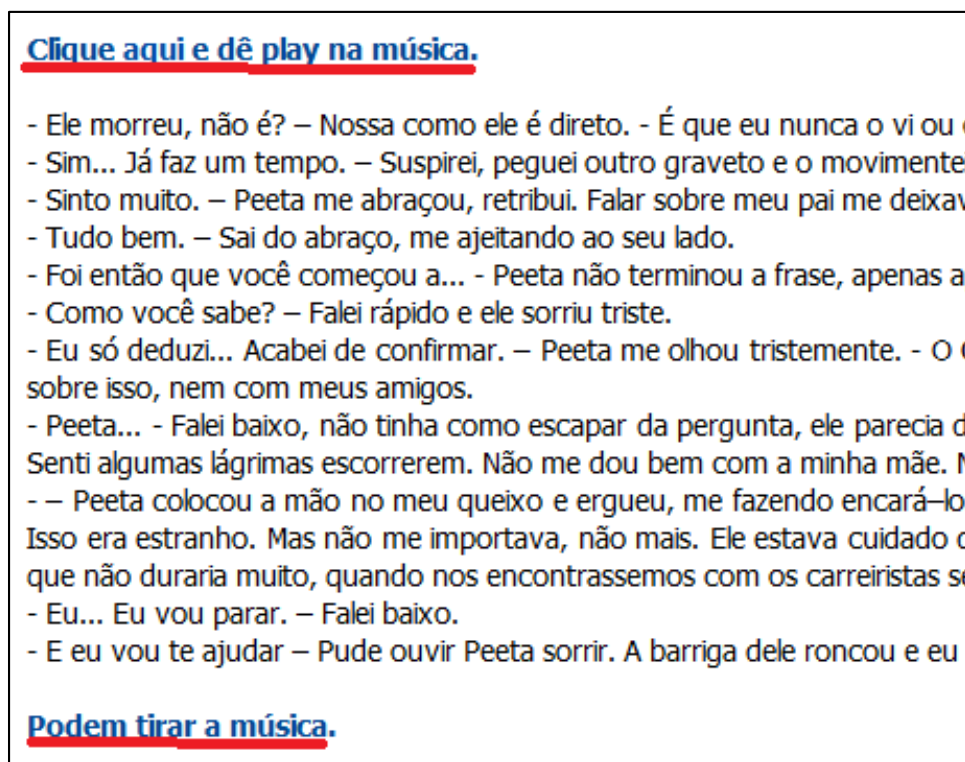 Clique aqui e dê play na música.
- Ele morreu, não é? – Nossa como ele é direto. - É que eu nunca o vi ou
- Sim... Já faz um tempo. – Suspirei, peguei outro graveto e o movimentei
- Sinto muito. – Peeta me abraçou, retribui. Falar sobre meu pai me deixav
- Tudo bem. – Sai do abraço, me ajeitando ao seu lado.
- Foi então que você começou a... - Peeta não terminou a frase, apenas a
- Como você sabe? – Falei rápido e ele sorriu triste.
- Eu só deduzi... Acabei de confirmar. – Peeta me olhou tristemente. - O
sobre isso, nem com meus amigos.
- Peeta... - Falei baixo, não tinha como escapar da pergunta, ele parecia d
Senti algumas lágrimas escorrerem. Não me dou bem com a minha mãe.
- – Peeta colocou a mão no meu queixo e ergueu, me fazendo encará–lo
Isso era estranho. Mas não me importava, não mais. Ele estava cuidado
que não duraria muito, quando nos encontrassemos com os carreiristas se
- Eu... Eu vou parar. – Falei baixo.
- E eu vou te ajudar – Pude ouvir Peeta sorrir. A barriga dele roncou e eu
Podem tirar a música.